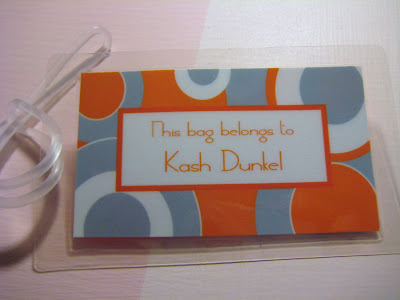 This bag belongs to
Kash Dunkel